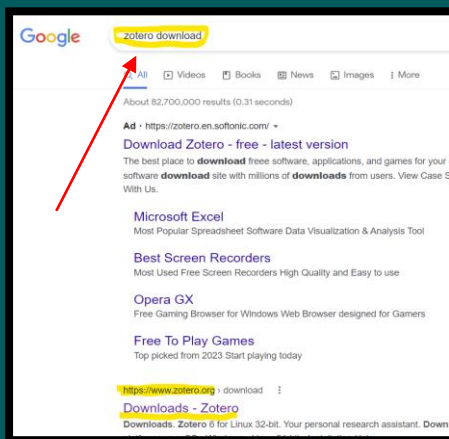 Google
zotero download
All Videos Books News Images More
About 82,700,000 results (0.31 seconds)
Ad · https://zotero.en.softonic.com/
Download Zotero - free - latest version
The best place to download freee software, applications, and games for your
software download site with millions of downloads from users. View Case S
With Us.
Microsoft Excel
Most Popular Spreadsheet Software Data Visualization & Analysis Tool
Best Screen Recorders
Most Used Free Screen Recorders High Quality and Easy to use
Opera GX
Free Gaming Browser for Windows Web Browser designed for Gamers
Free To Play Games
Top picked from 2023 Start playing today
https://www.zotero.org › download
Downloads - Zotero
Downloads. Zotero 6 for Linux 32-bit. Your personal research assistant. Down